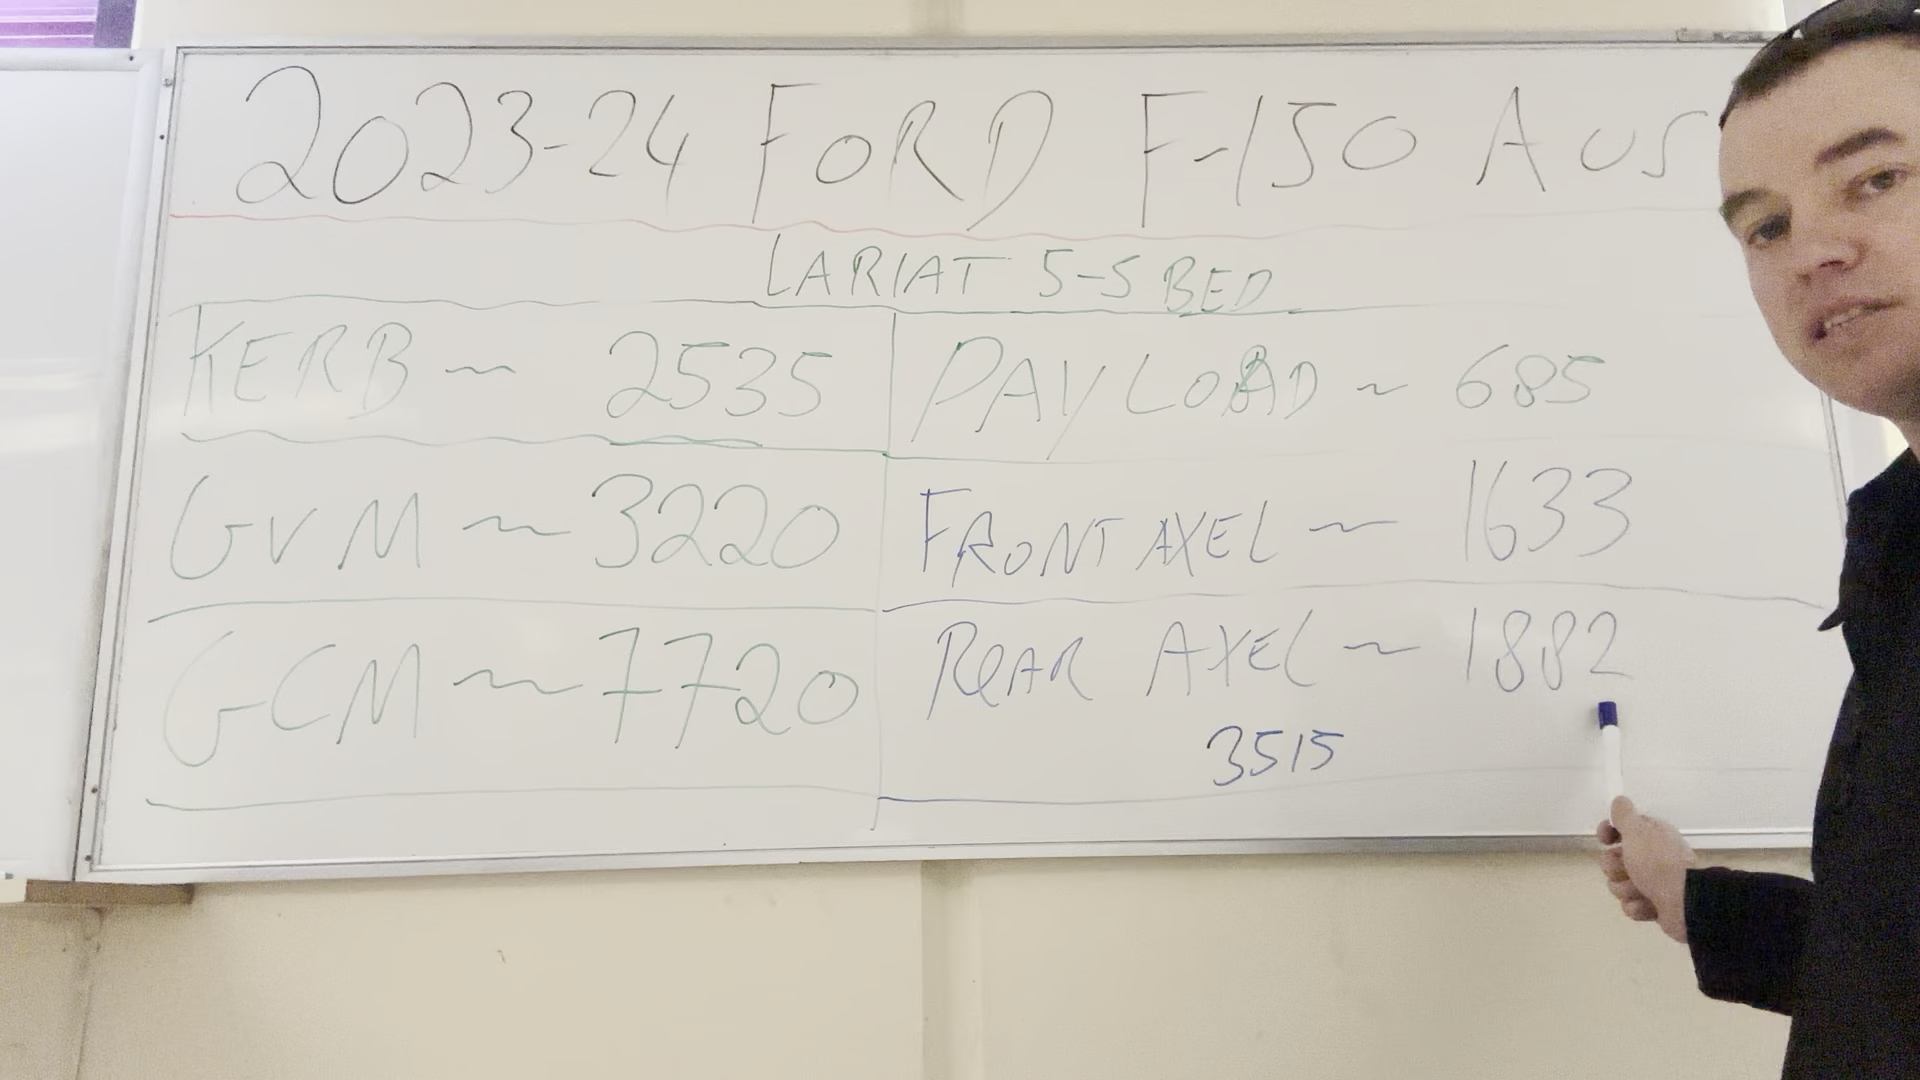 2023-24 FORD F-150 AUS
LARIAT 5-5 BED
KERB ~ 2535
PAYLOAD ~ 685
GVM ~ 3220
FRONT AXEL ~ 1633
GCM ~ 7720
REAR AXEL ~ 1882
3515